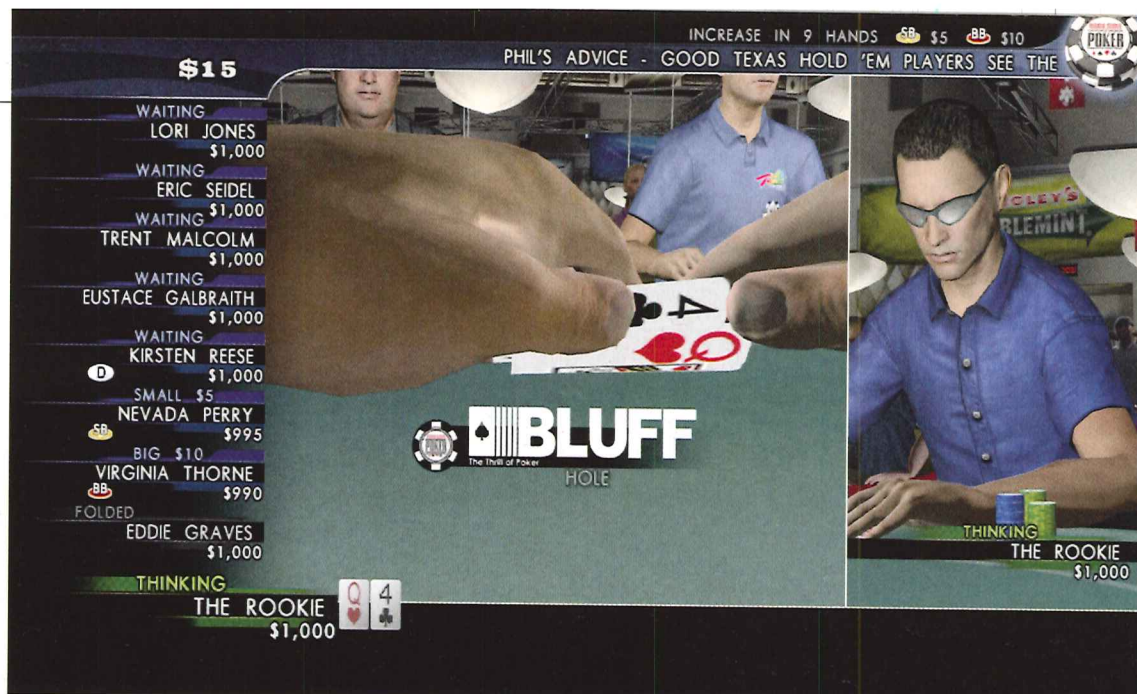 INCREASE IN 9 HANDS SB $5 BB $10
PHIL'S ADVICE - GOOD TEXAS HOLD 'EM PLAYERS SEE THE
POKER
$15
WAITING
LORI JONES
$1,000
WAITING
ERIC SEIDEL
$1,000
WAITING
TRENT MALCOLM
$1,000
WAITING
EUSTACE GALBRAITH
$1,000
WAITING
KIRSTEN REESE
D
$1,000
SMALL $5
NEVADA PERRY
SB
$995
BIG $10
VIRGINIA THORNE
BB
$990
FOLDED
EDDIE GRAVES
$1,000
THINKING
THE ROOKIE
$1,000
Q 4
4
Q
POKER
BLUFF
The Thrill of Poker
HOLE
GLEY'S
BLEMINT
THINKING
THE ROOKIE
$1,000